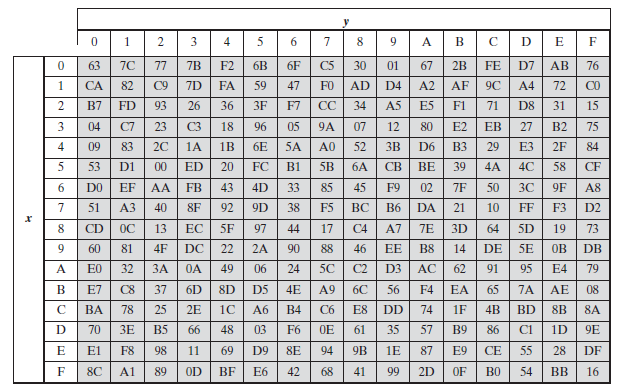 y
0 1 2 3 4 5 6 7 8 9 A B C D E F
0 63 7C 77 7B F2 6B 6F C5 30 01 67 2B FE D7 AB 76
1 CA 82 C9 7D FA 59 47 F0 AD D4 A2 AF 9C A4 72 C0
2 B7 FD 93 26 36 3F F7 CC 34 A5 E5 F1 71 D8 31 15
3 04 C7 23 C3 18 96 05 9A 07 12 80 E2 EB 27 B2 75
4 09 83 2C 1A 1B 6E 5A A0 52 3B D6 B3 29 E3 2F 84
5 53 D1 00 ED 20 FC B1 5B 6A CB BE 39 4A 4C 58 CF
6 D0 EF AA FB 43 4D 33 85 45 F9 02 7F 50 3C 9F A8
7 51 A3 40 8F 92 9D 38 F5 BC B6 DA 21 10 FF F3 D2
x
8 CD 0C 13 EC 5F 97 44 17 C4 A7 7E 3D 64 5D 19 73
9 60 81 4F DC 22 2A 90 88 46 EE B8 14 DE 5E 0B DB
A E0 32 3A 0A 49 06 24 5C C2 D3 AC 62 91 95 E4 79
B E7 C8 37 6D 8D D5 4E A9 6C 56 F4 EA 65 7A AE 08
C BA 78 25 2E 1C A6 B4 C6 E8 DD 74 1F 4B BD 8B 8A
D 70 3E B5 66 48 03 F6 0E 61 35 57 B9 86 C1 1D 9E
E E1 F8 98 11 69 D9 8E 94 9B 1E 87 E9 CE 55 28 DF
F 8C A1 89 0D BF E6 42 68 41 99 2D 0F B0 54 BB 16